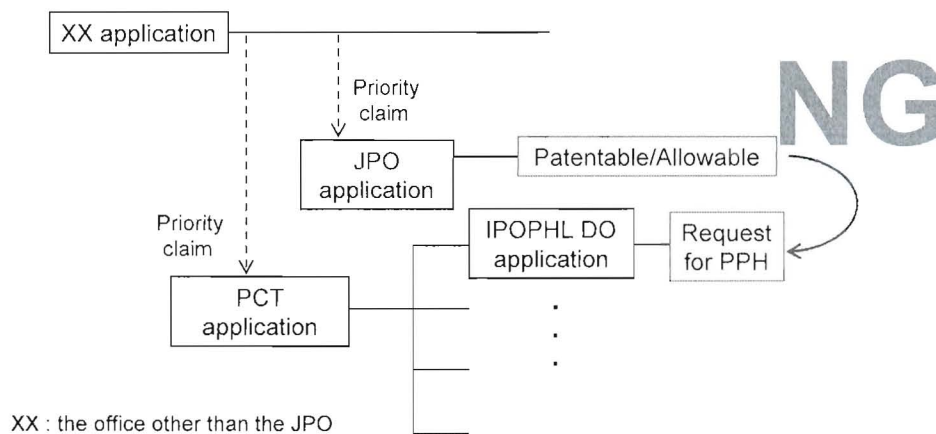 XX application
NG
Priority
claim
JPO
application
Patentable/Allowable
Priority
claim
IPOPHL DO
application
Request
for PPH
PCT
application
XX : the office other than the JPO